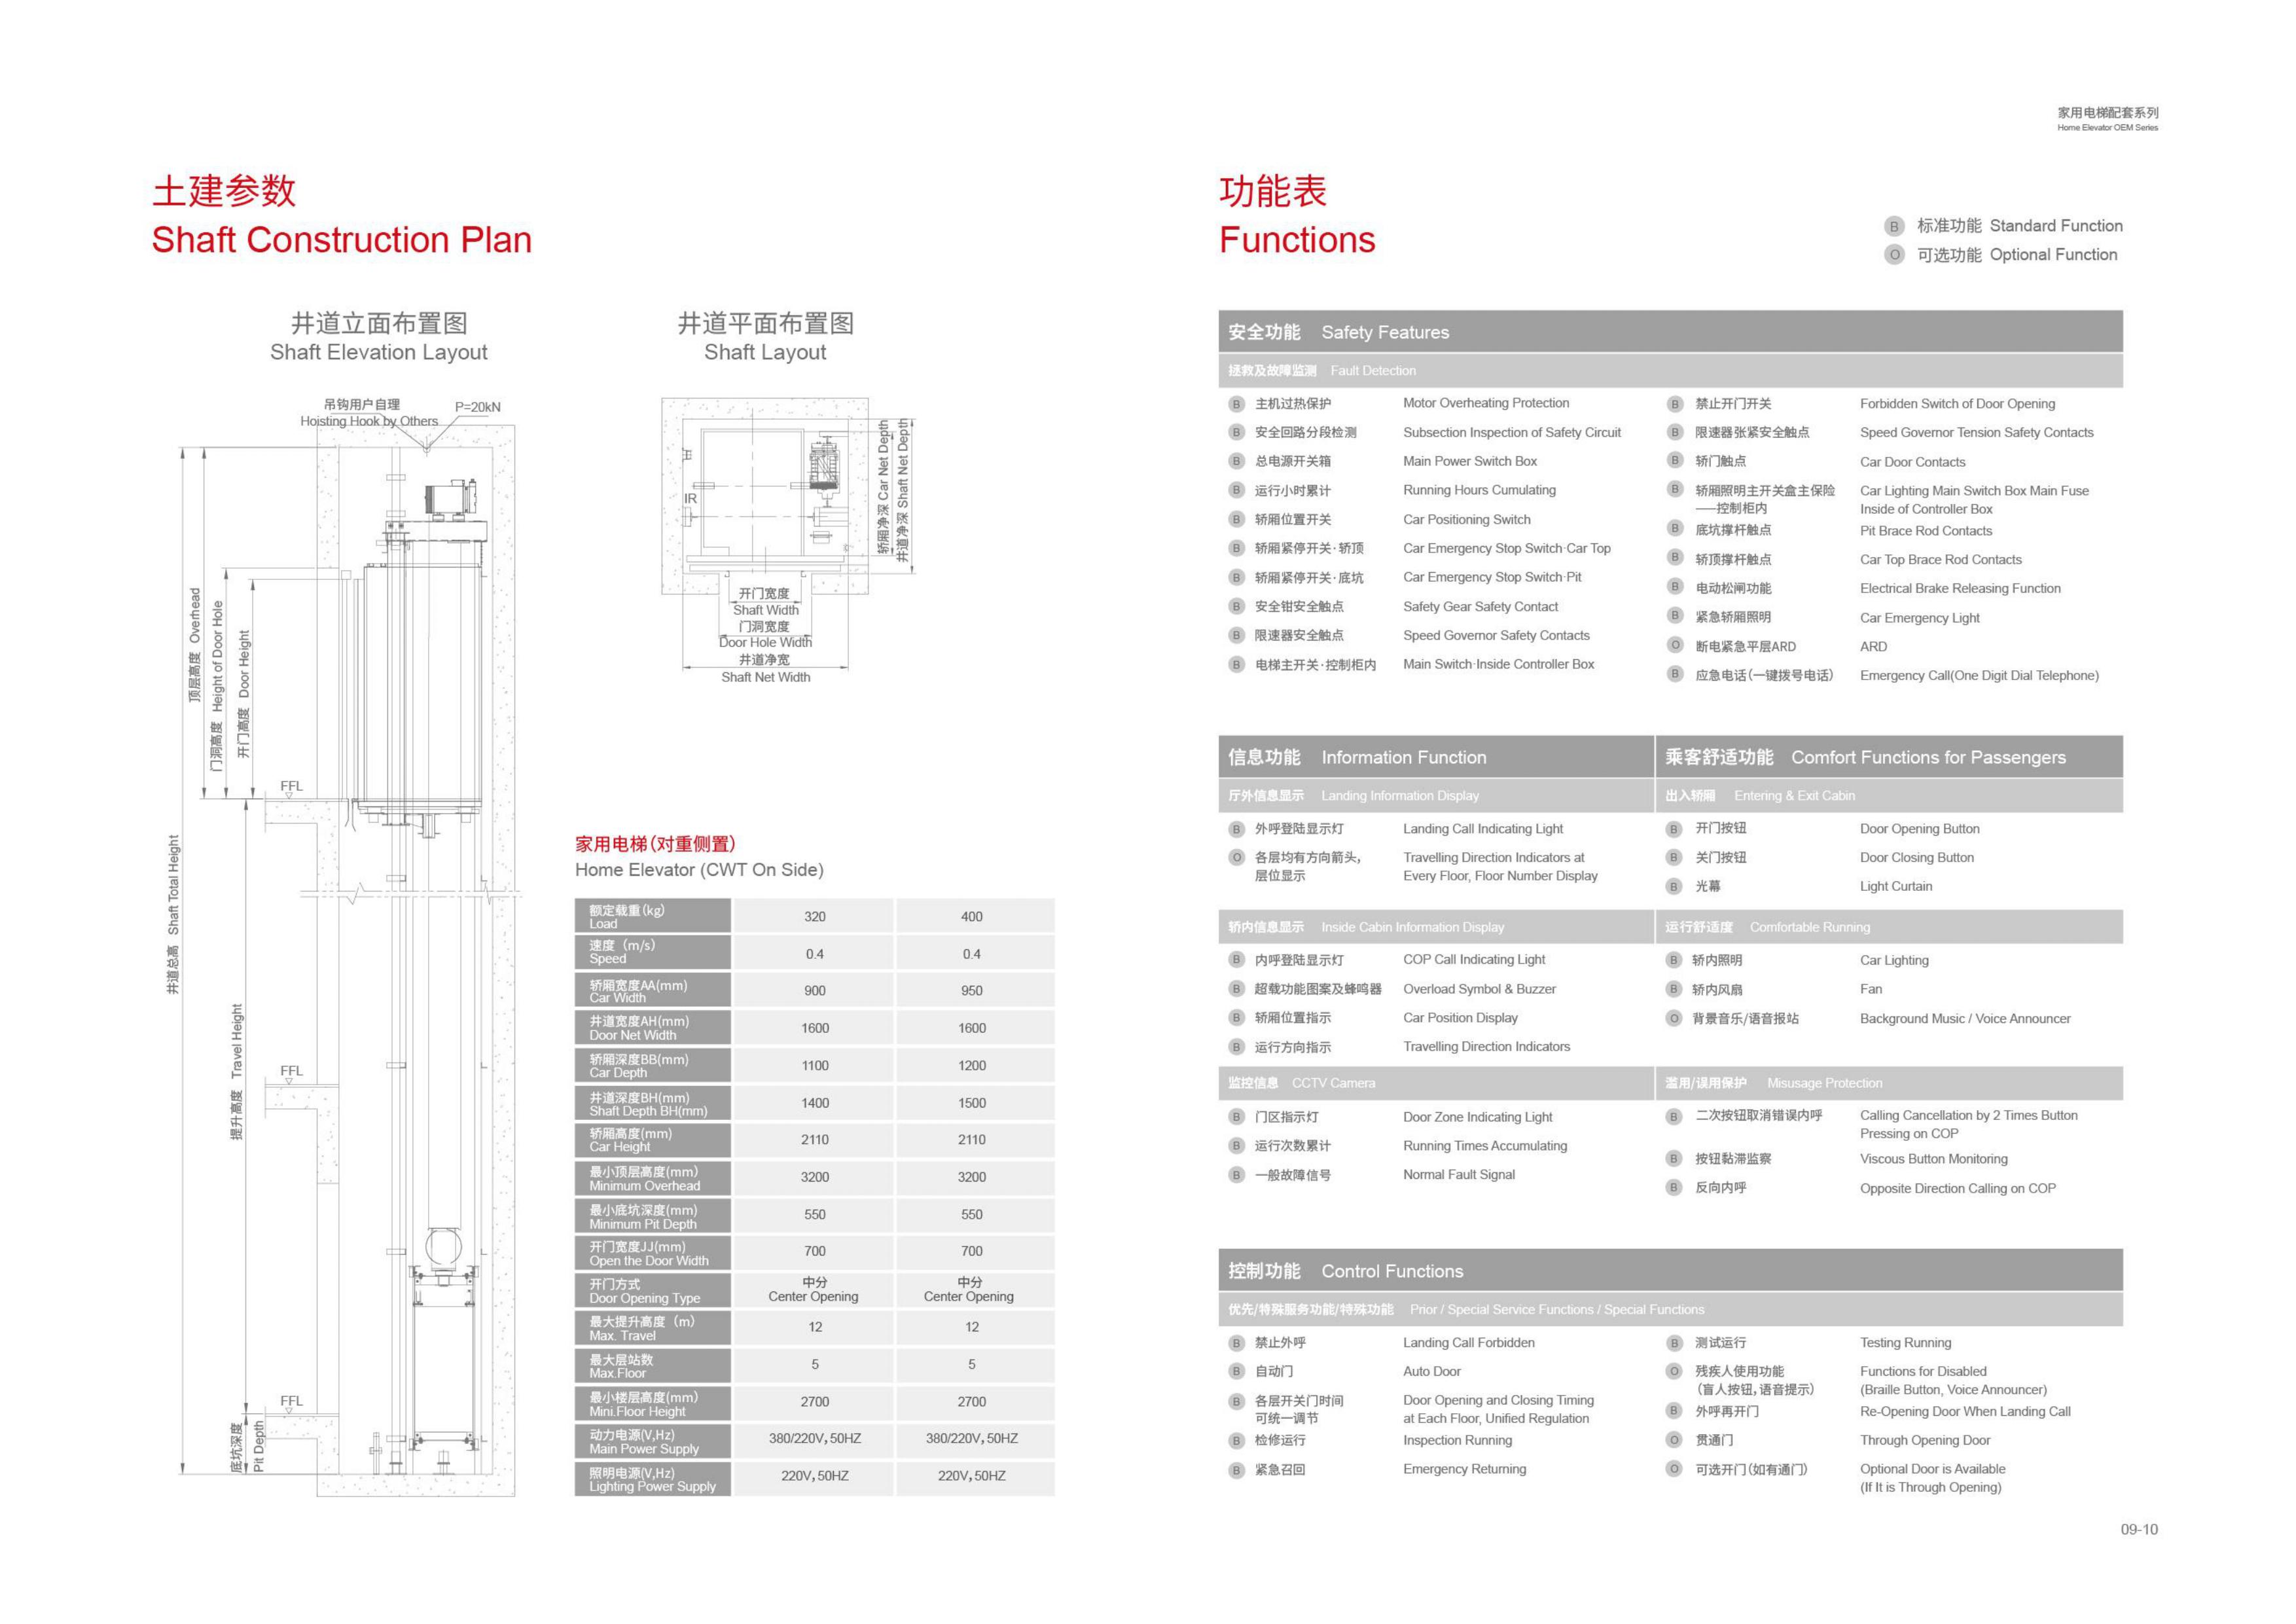 家用电梯配套系列
Home Elevator OEM Series
土建参数
Shaft Construction Plan
井道立面布置图
Shaft Elevation Layout
井道平面布置图
Shaft Layout
吊钩用户自理
Hoisting Hook by Others
P=20kN
顶层高度 Overhead
门洞高度 Height of Door Hole
开门高度 Door Height
FFL
井道总高 Shaft Total Height
提升高度 Travel Height
FFL
FFL
底坑深度
Pit Depth
IR
轿厢净深 Car Net Depth
井道净深 Shaft Net Depth
开门宽度
Shaft Width
门洞宽度
Door Hole Width
井道净宽
Shaft Net Width
家用电梯(对重侧置)
Home Elevator (CWT On Side)
额定载重(kg)
Load
320
400
速度 (m/s)
Speed
0.4
0.4
轿厢宽度AA(mm)
Car Width
900
950
井道宽度AH(mm)
Door Net Width
1600
1600
轿厢深度BB(mm)
Car Depth
1100
1200
井道深度BH(mm)
Shaft Depth BH(mm)
1400
1500
轿厢高度(mm)
Car Height
2110
2110
最小顶层高度(mm)
Minimum Overhead
3200
3200
最小底坑深度(mm)
Minimum Pit Depth
550
550
开门宽度JJ(mm)
Open the Door Width
700
700
开门方式
Door Opening Type
中分
Center Opening
中分
Center Opening
最大提升高度 (m)
Max. Travel
12
12
最大层站数
Max.Floor
5
5
最小楼层高度(mm)
Mini.Floor Height
2700
2700
动力电源(V,Hz)
Main Power Supply
380/220V, 50HZ
380/220V, 50HZ
照明电源(V,Hz)
Lighting Power Supply
220V, 50HZ
220V, 50HZ
功能表
Functions
B 标准功能 Standard Function
O 可选功能 Optional Function
安全功能 Safety Features
拯救及故障监测 Fault Detection
B 主机过热保护 Motor Overheating Protection
B 安全回路分段检测 Subsection Inspection of Safety Circuit
B 总电源开关箱 Main Power Switch Box
B 运行小时累计 Running Hours Cumulating
B 轿厢位置开关 Car Positioning Switch
B 轿厢紧停开关·轿顶 Car Emergency Stop Switch·Car Top
B 轿厢紧停开关·底坑 Car Emergency Stop Switch·Pit
B 安全钳安全触点 Safety Gear Safety Contact
B 限速器安全触点 Speed Governor Safety Contacts
B 电梯主开关·控制柜内 Main Switch·Inside Controller Box
B 禁止开门开关 Forbidden Switch of Door Opening
B 限速器张紧安全触点 Speed Governor Tension Safety Contacts
B 轿门触点 Car Door Contacts
B 轿厢照明主开关盒主保险 Car Lighting Main Switch Box Main Fuse
——控制柜内 Inside of Controller Box
B 底坑撑杆触点 Pit Brace Rod Contacts
B 轿顶撑杆触点 Car Top Brace Rod Contacts
B 电动松闸功能 Electrical Brake Releasing Function
B 紧急轿厢照明 Car Emergency Light
O 断电紧急平层ARD ARD
B 应急电话(一键拨号电话) Emergency Call(One Digit Dial Telephone)
信息功能 Information Function
厅外信息显示 Landing Information Display
B 外呼登陆显示灯 Landing Call Indicating Light
O 各层均有方向箭头, Travelling Direction Indicators at
层位显示 Every Floor, Floor Number Display
轿内信息显示 Inside Cabin Information Display
B 内呼登陆显示灯 COP Call Indicating Light
B 超载功能图案及蜂鸣器 Overload Symbol & Buzzer
B 轿厢位置指示 Car Position Display
B 运行方向指示 Travelling Direction Indicators
监控信息 CCTV Camera
B 门区指示灯 Door Zone Indicating Light
B 运行次数累计 Running Times Accumulating
B 一般故障信号 Normal Fault Signal
乘客舒适功能 Comfort Functions for Passengers
出入轿厢 Entering & Exit Cabin
B 开门按钮 Door Opening Button
B 关门按钮 Door Closing Button
B 光幕 Light Curtain
运行舒适度 Comfortable Running
B 轿内照明 Car Lighting
B 轿内风扇 Fan
O 背景音乐/语音报站 Background Music / Voice Announcer
滥用/误用保护 Misusage Protection
B 二次按钮取消错误内呼 Calling Cancellation by 2 Times Button
Pressing on COP
B 按钮黏滞监察 Viscous Button Monitoring
B 反向内呼 Opposite Direction Calling on COP
控制功能 Control Functions
优先/特殊服务功能/特殊功能 Prior / Special Service Functions / Special Functions
B 禁止外呼 Landing Call Forbidden
B 自动门 Auto Door
B 各层开关门时间 Door Opening and Closing Timing
可统一调节 at Each Floor, Unified Regulation
B 检修运行 Inspection Running
B 紧急召回 Emergency Returning
B 测试运行 Testing Running
O 残疾人使用功能 Functions for Disabled
(盲人按钮,语音提示) (Braille Button, Voice Announcer)
B 外呼再开门 Re-Opening Door When Landing Call
O 贯通门 Through Opening Door
O 可选开门(如有通门) Optional Door is Available
(If It is Through Opening)
09-10